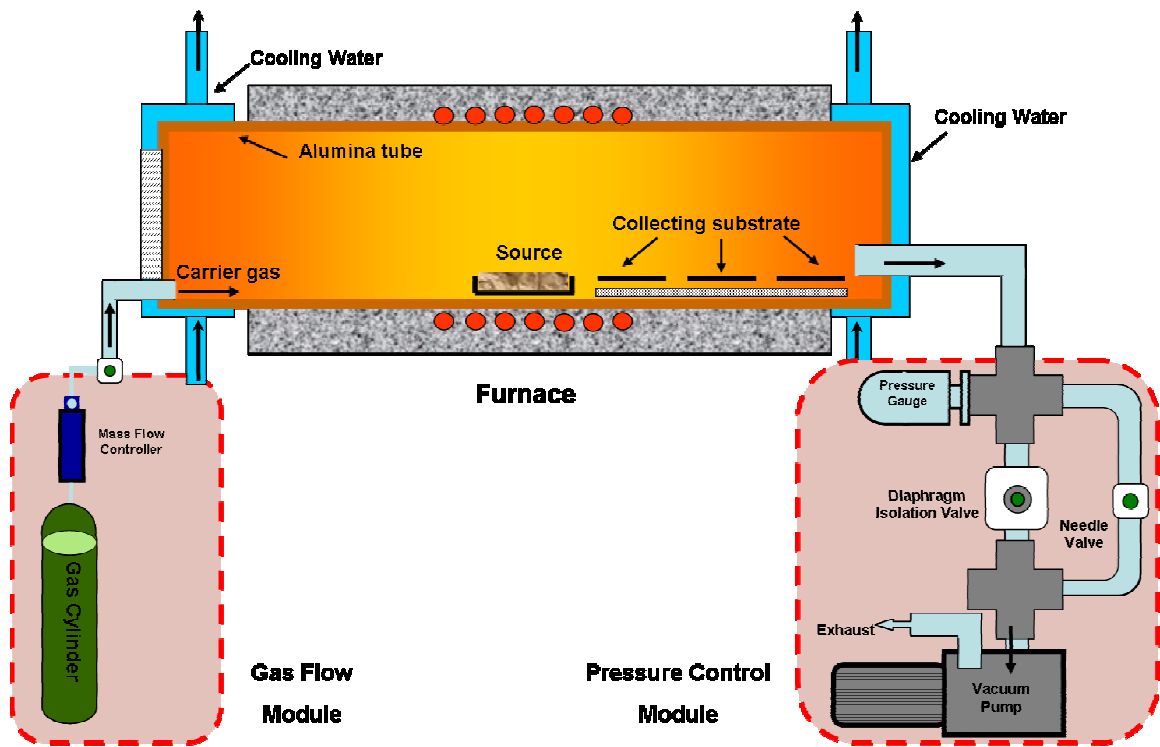 Cooling Water
Cooling Water
Alumina tube
Collecting substrate
Source
Carrier gas
Furnace
Pressure
Gauge
Mass Flow
Controller
Diaphragm
Isolation Valve
Needle
Valve
Gas Cylinder
Exhaust
Gas Flow
Module
Pressure Control
Module
Vacuum
Pump